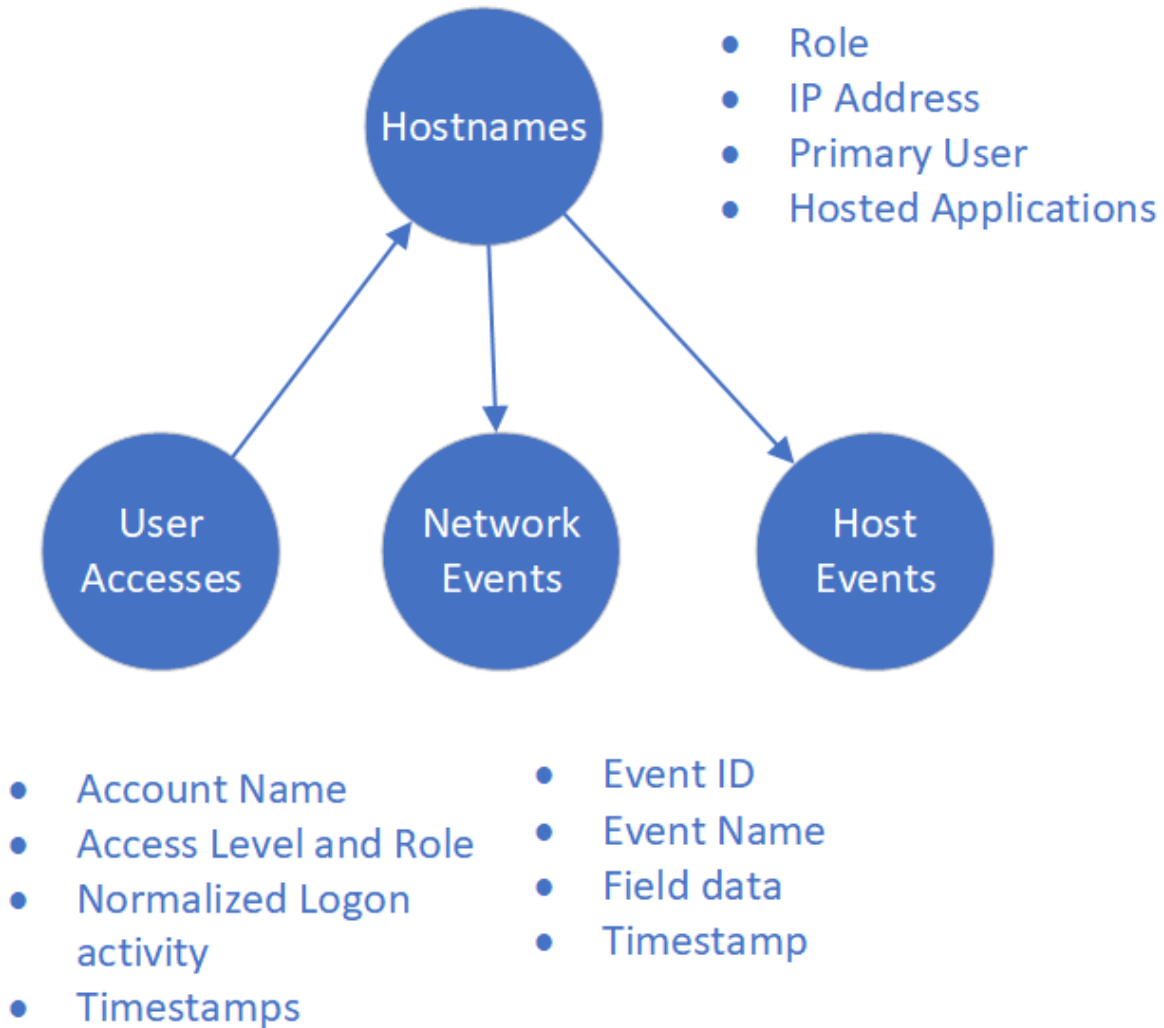 Hostnames
● Role
● IP Address
● Primary User
● Hosted Applications
User
Accesses
Network
Events
Host
Events
● Account Name
● Access Level and Role
● Normalized Logon
activity
● Timestamps
● Event ID
● Event Name
● Field data
● Timestamp